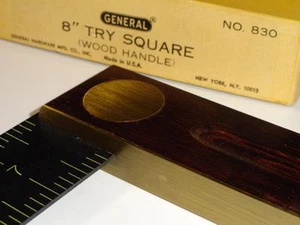 GENERAL
NO. 830
8" TRY SQUARE
(WOOD HANDLE)
GENERAL HARDWARE MFG. CO., INC.
Made in U.S.A.
NEW YORK, N.Y. 10013
7